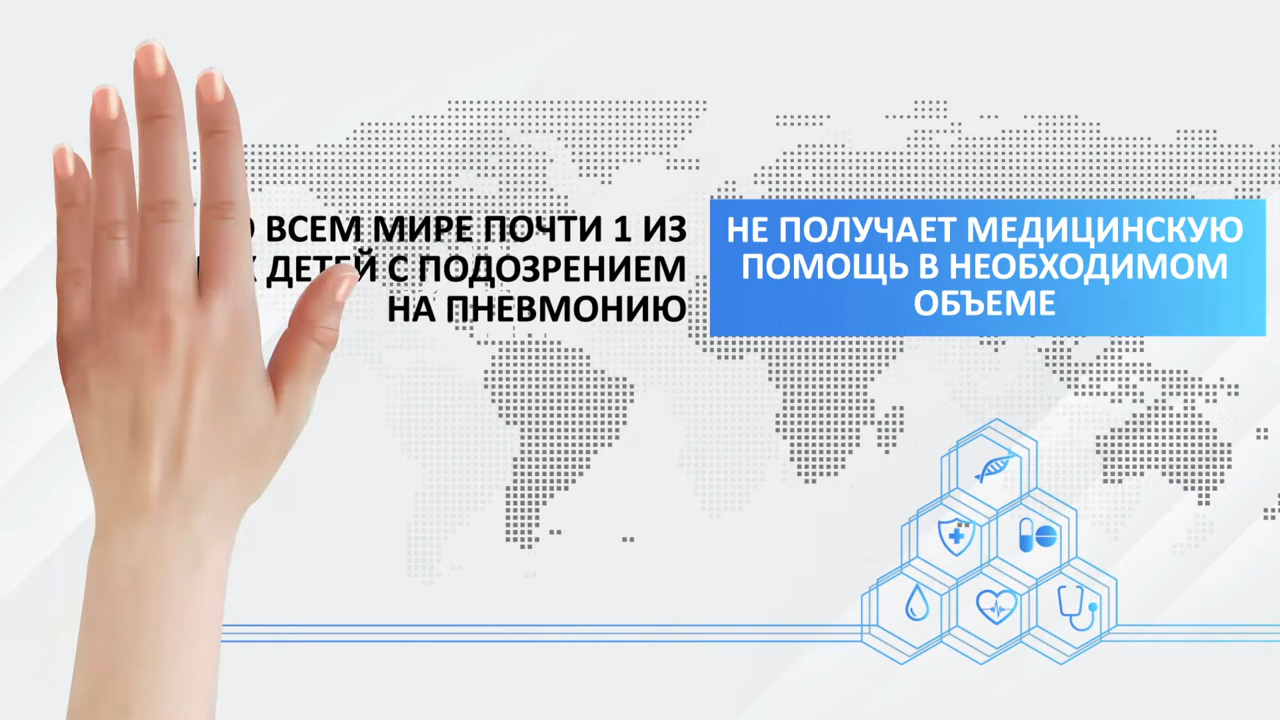 ВСЕМ МИРЕ ПОЧТИ 1 ИЗ
ДЕТЕЙ С ПОДОЗРЕНИЕМ
НА ПНЕВМОНИЮ
НЕ ПОЛУЧАЕТ МЕДИЦИНСКУЮ
ПОМОЩЬ В НЕОБХОДИМОМ
ОБЪЕМЕ